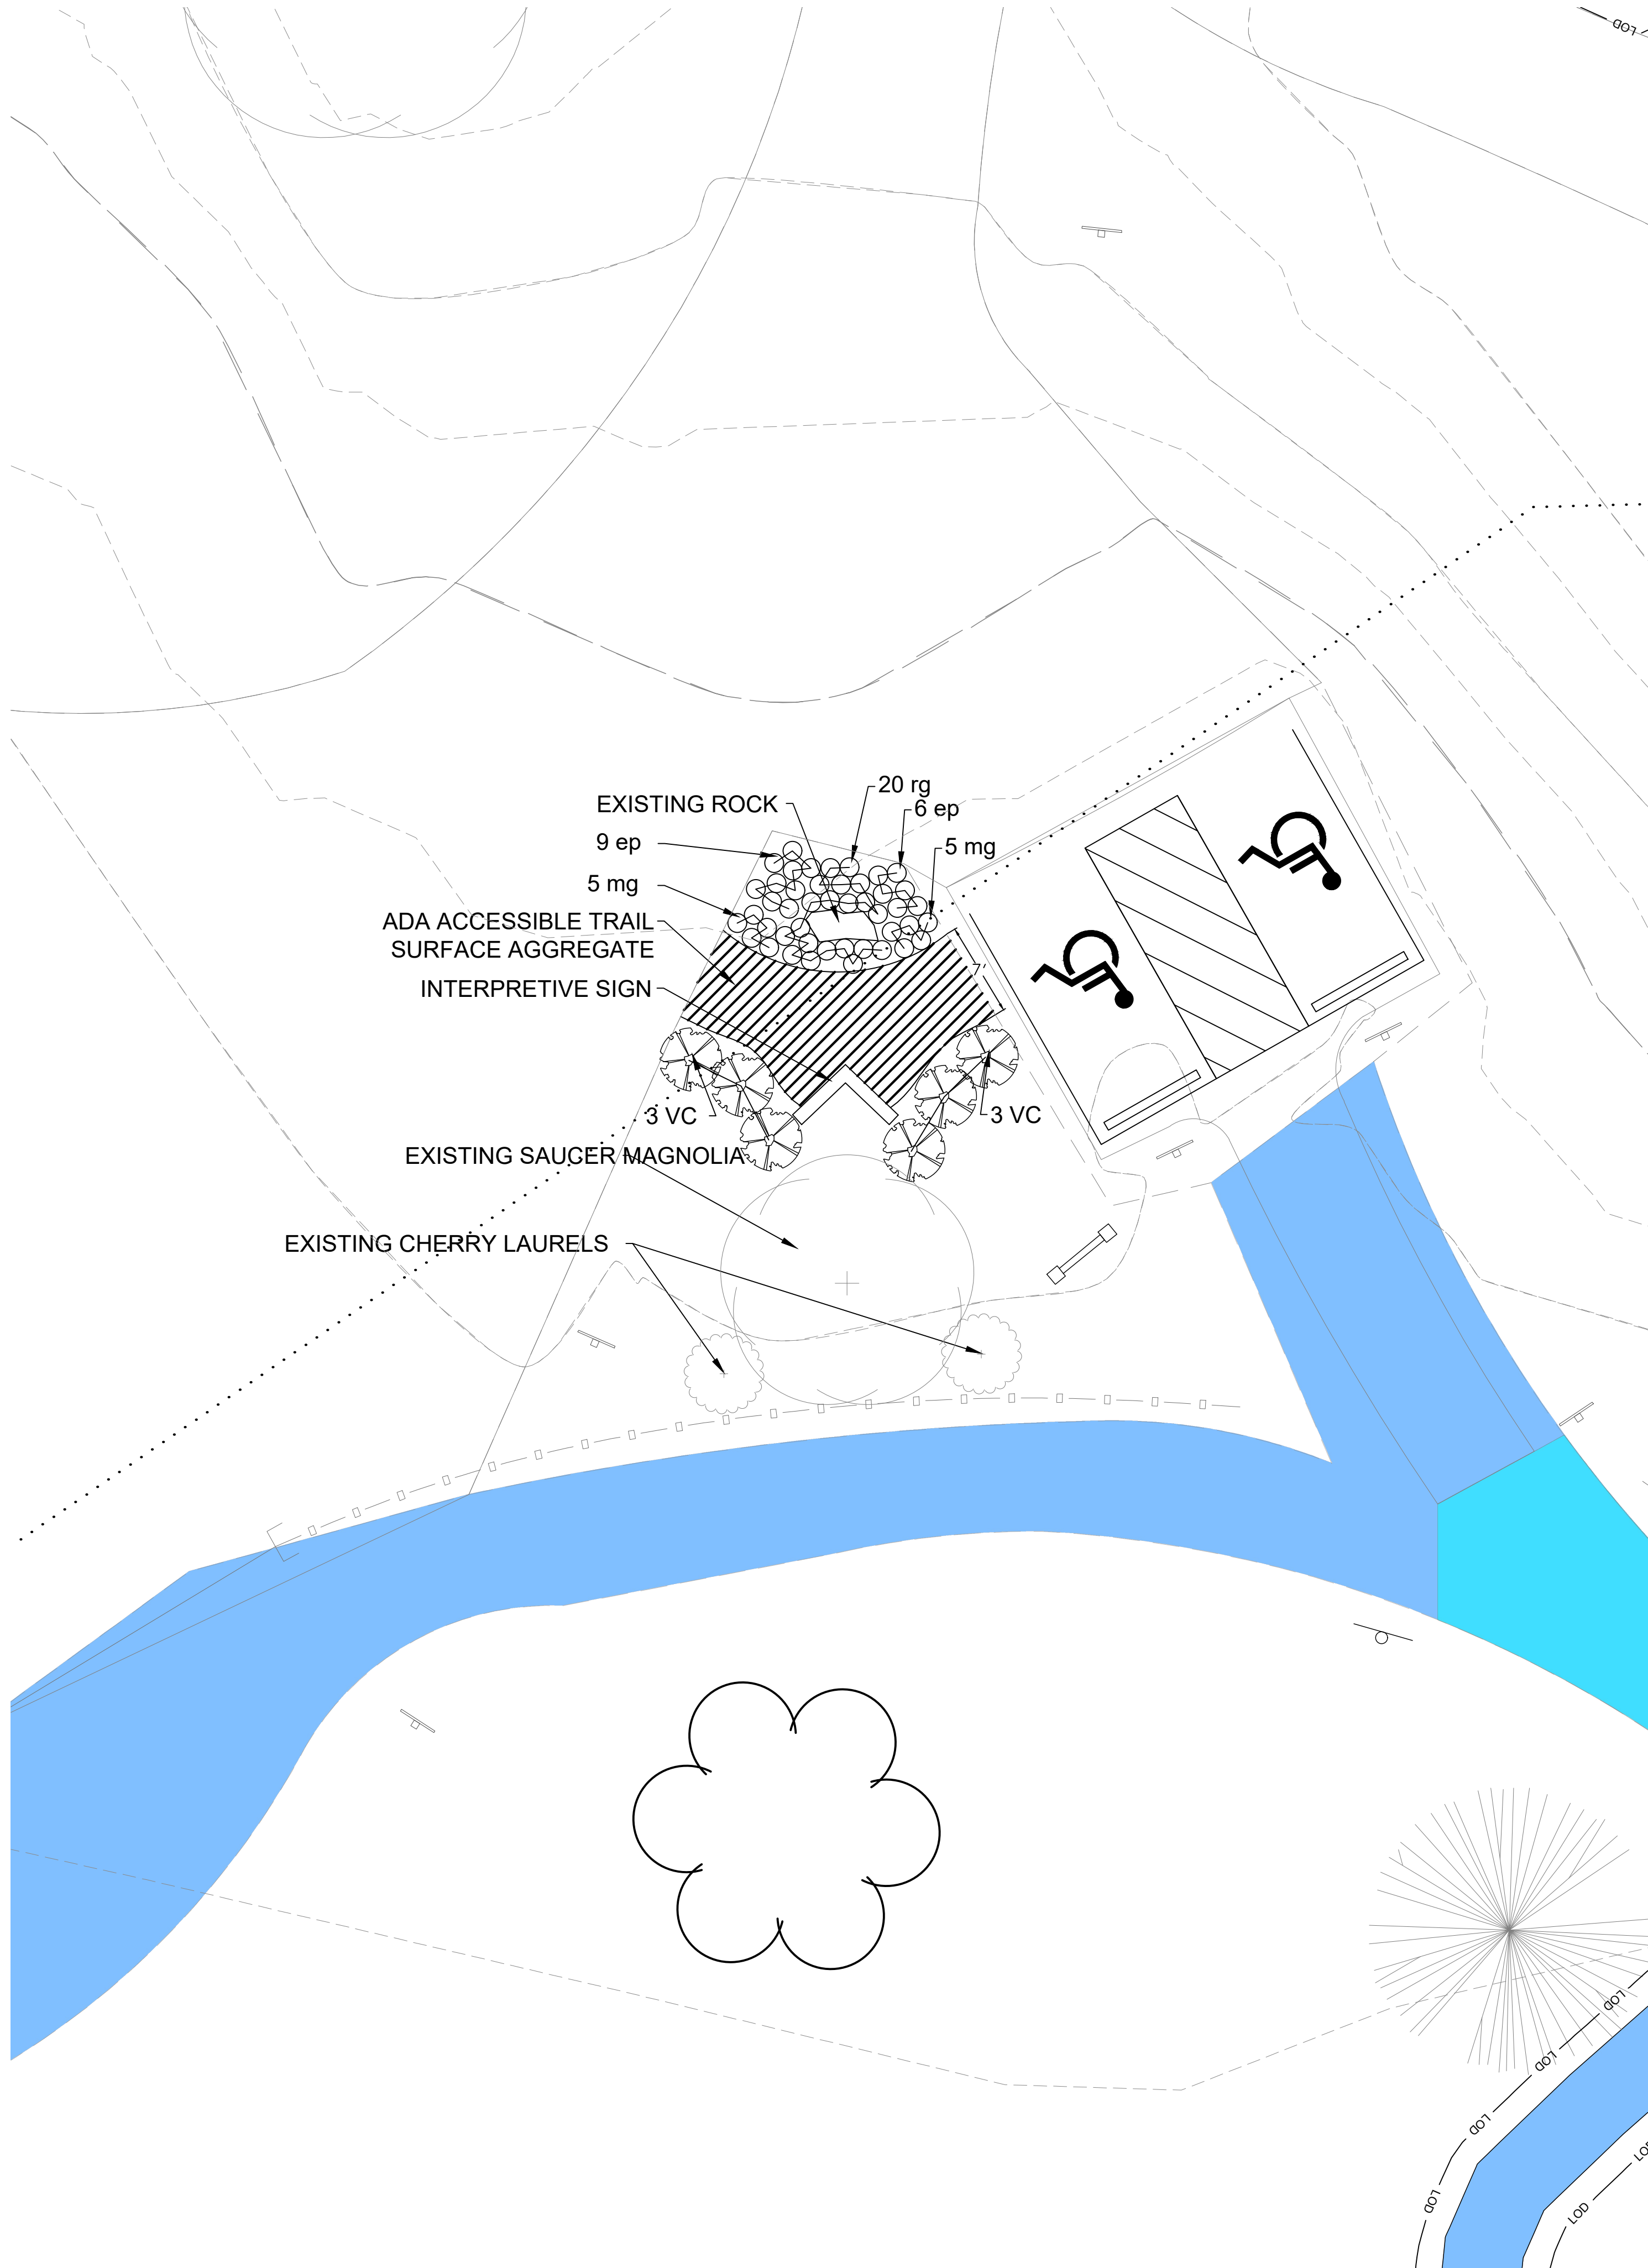 LOD
20 rg
EXISTING ROCK
6 ep
9 ep
5 mg
5 mg
ADA ACCESSIBLE TRAIL
SURFACE AGGREGATE
7'
INTERPRETIVE SIGN
3 VC
3 VC
EXISTING SAUCER MAGNOLIA
EXISTING CHERRY LAURELS
LOD
LOD
LOD
LOD
LOD